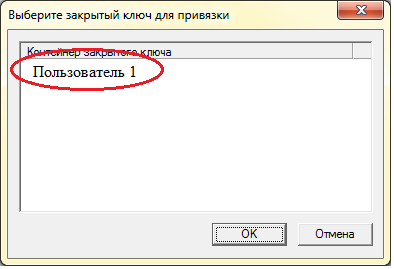 Выберите закрытый ключ для привязки
Контейнер закрытого ключа
Пользователь 1
OK
Отмена